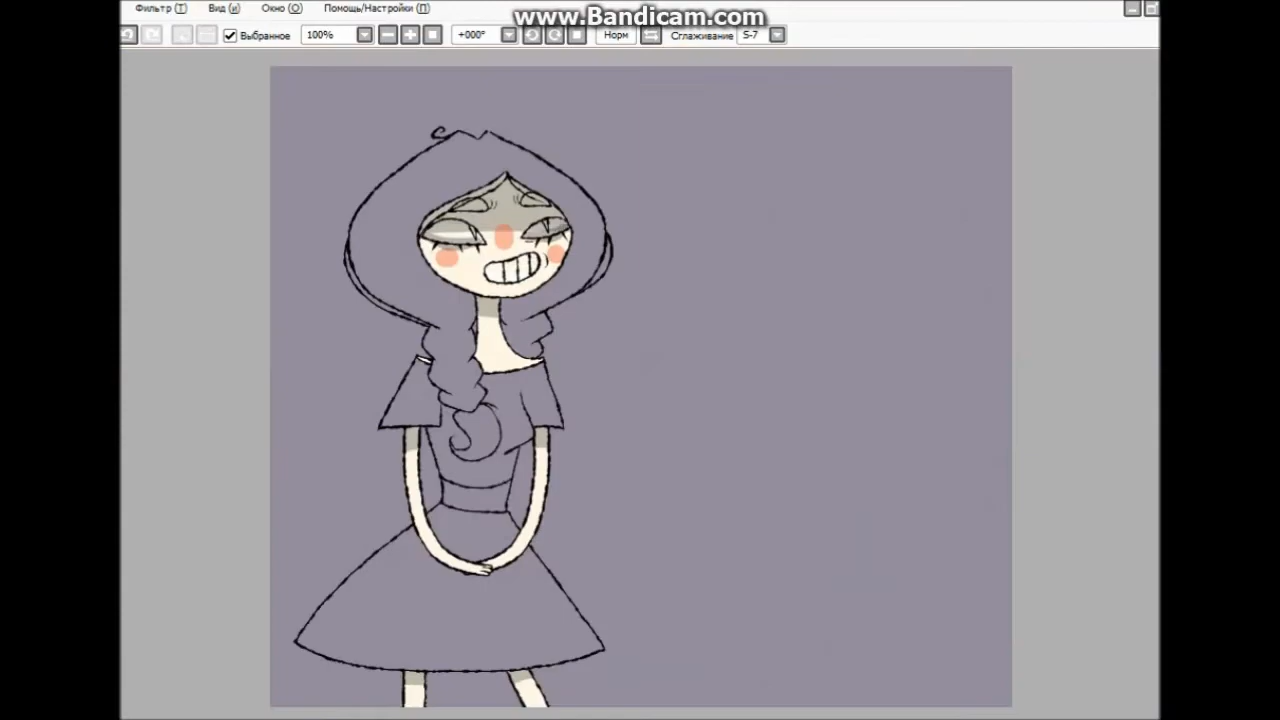 www.Bandicam.com
Фильтр (Т) Вид (и) Окно (О) Помощь/Настройки (П)
Выбранное 100% +000° Норм Сглаживание S-7